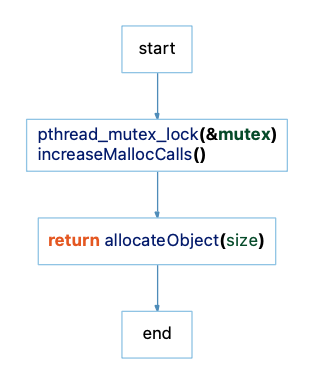 start
pthread_mutex_lock(&mutex)
increaseMallocCalls()
return allocateObject(size)
end